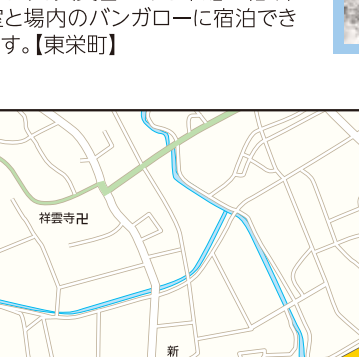 と場内のバンガローに宿泊でき
す。【東栄町】
祥雲寺卍
新